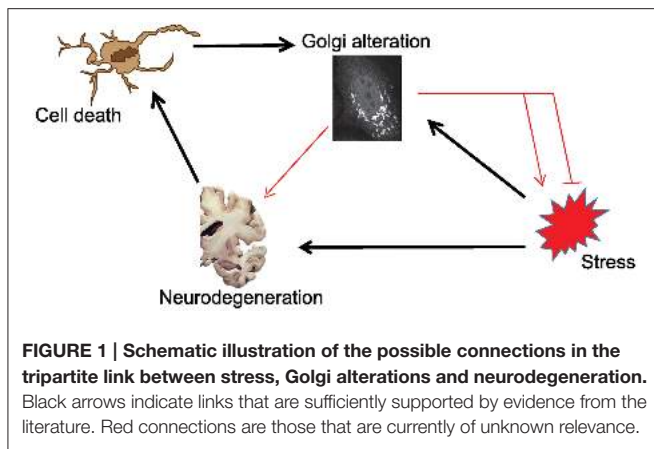 Golgi alteration
Cell death
Stress
Neurodegeneration
FIGURE 1 | Schematic illustration of the possible connections in the
tripartite link between stress, Golgi alterations and neurodegeneration.
Black arrows indicate links that are sufficiently supported by evidence from the
literature. Red connections are those that are currently of unknown relevance.